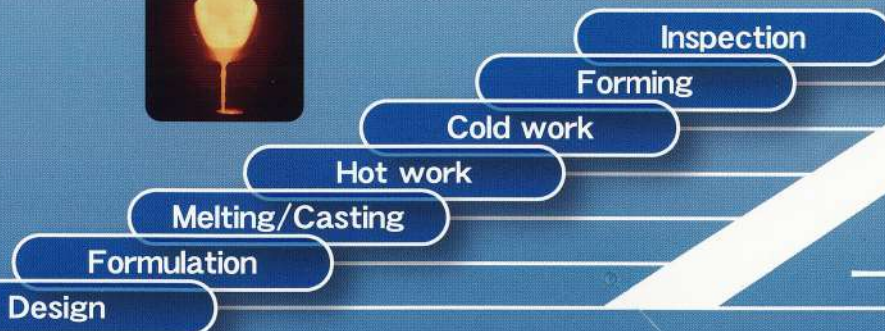 Inspection
Forming
Cold work
Hot work
Melting/Casting
Formulation
Design